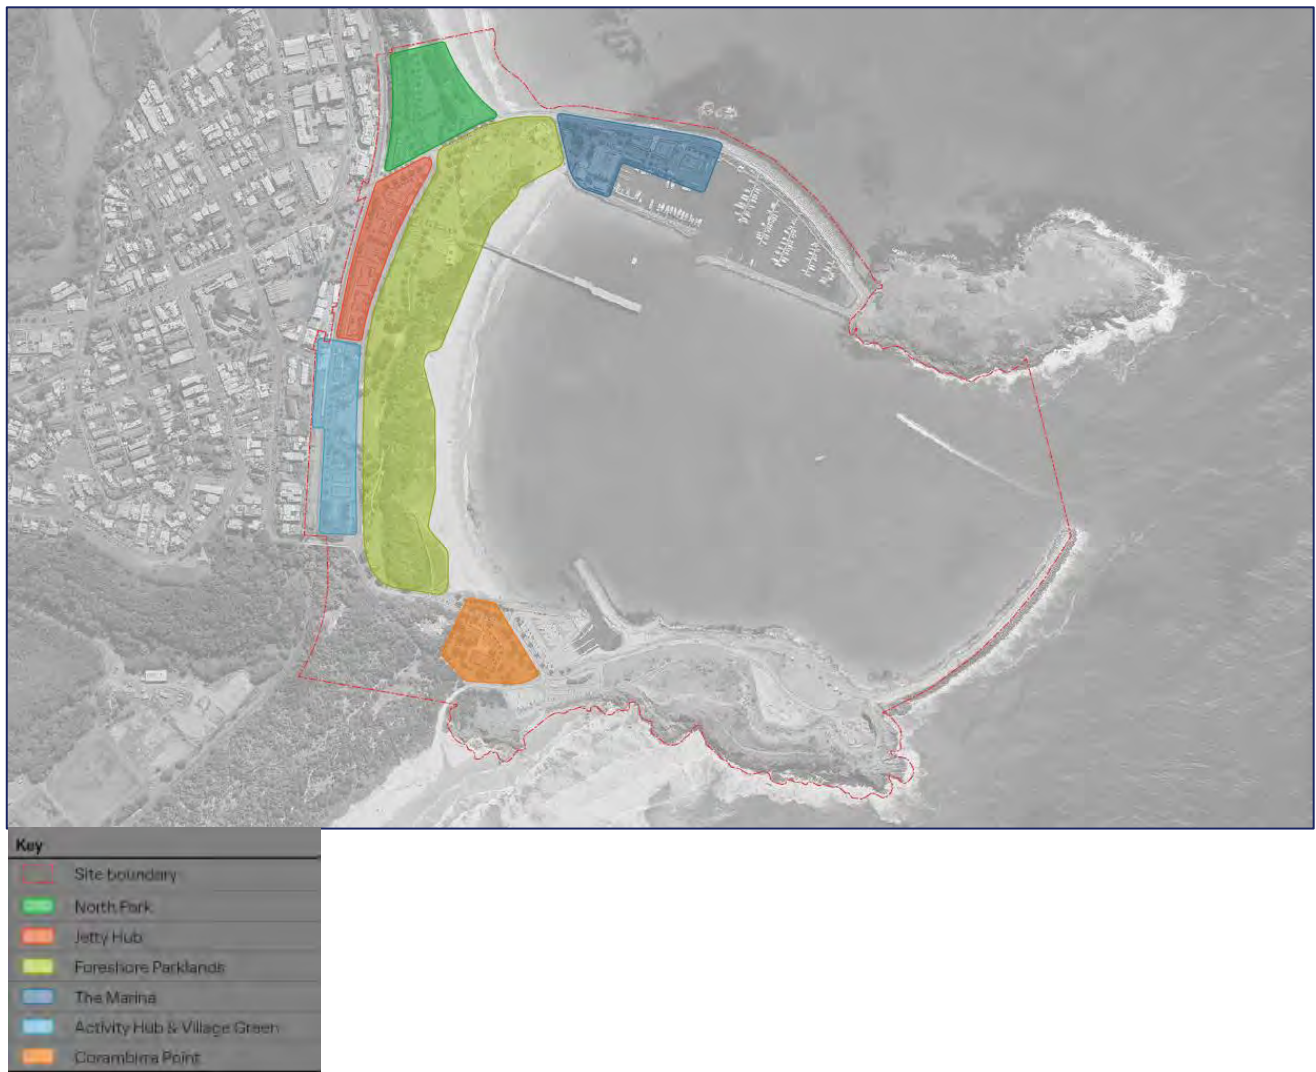 Key
Site boundary
North Park
Jetty Hub
Foreshore Parklands
The Marina
Activity Hub & Village Green
Corambirra Point